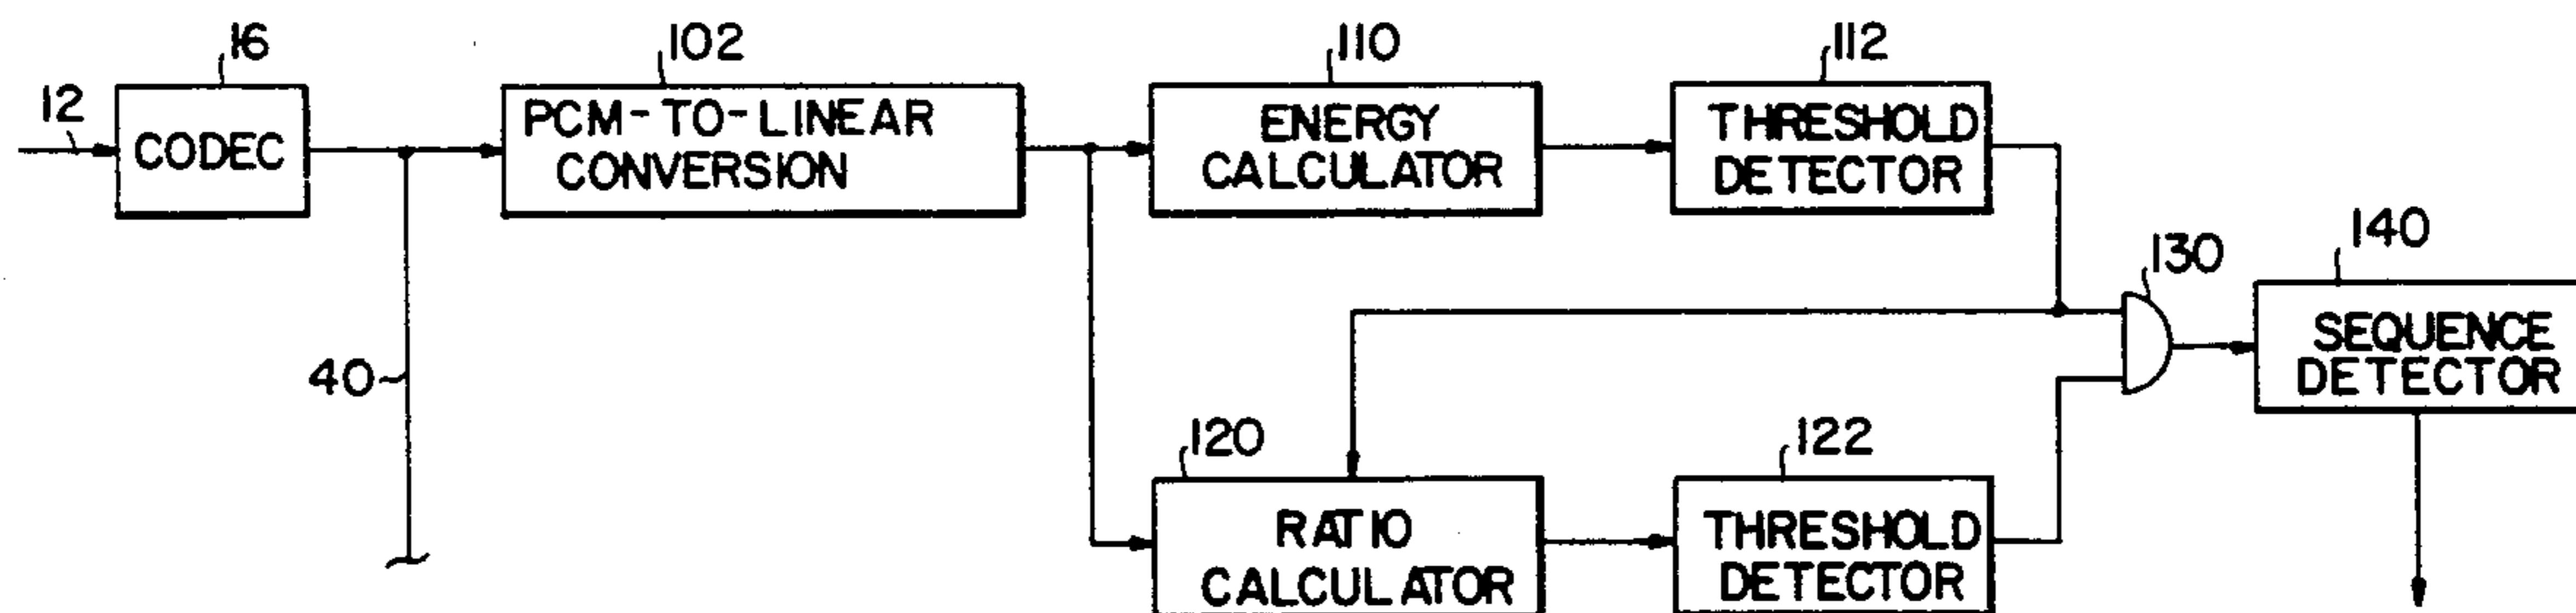 16
102
110
112
12
CODEC
PCM-TO-LINEAR
CONVERSION
ENERGY
CALCULATOR
THRESHOLD
DETECTOR
130
140
SEQUENCE
DETECTOR
40
120
122
RATIO
CALCULATOR
THRESHOLD
DETECTOR